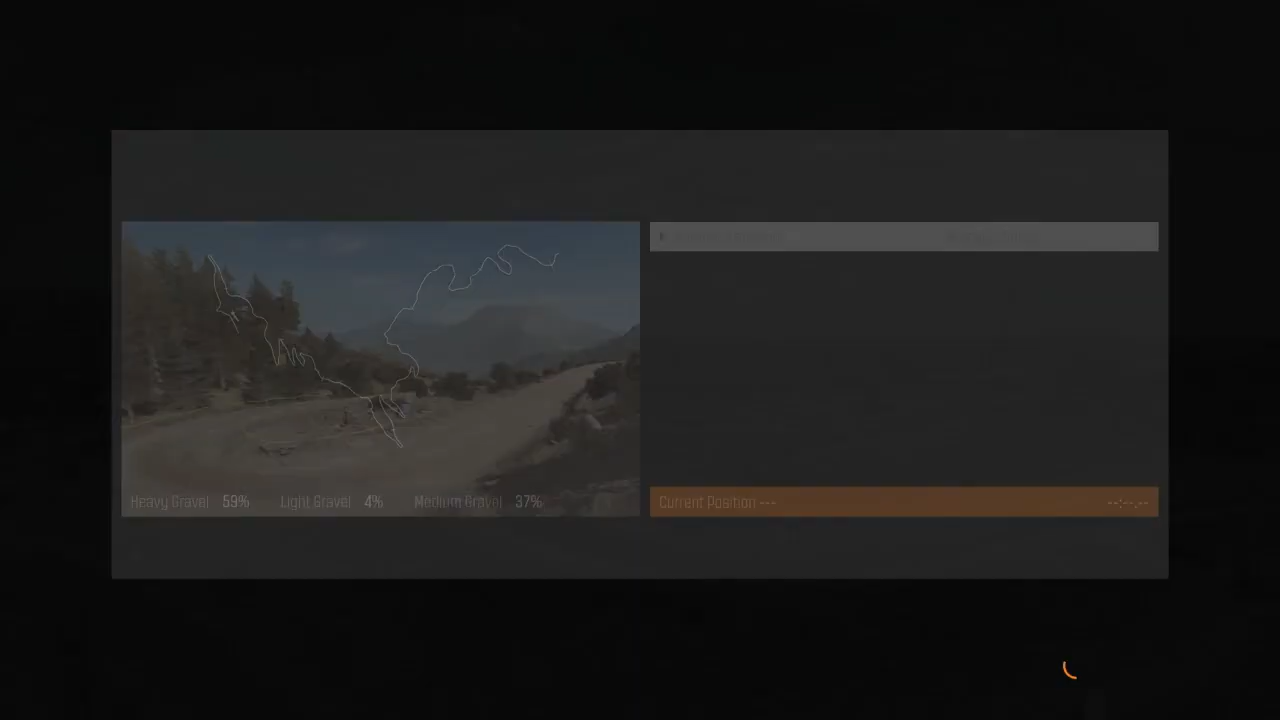 Heavy Gravel 59% Light Gravel 4% Medium Gravel 37%
Current Position --- --:--.--